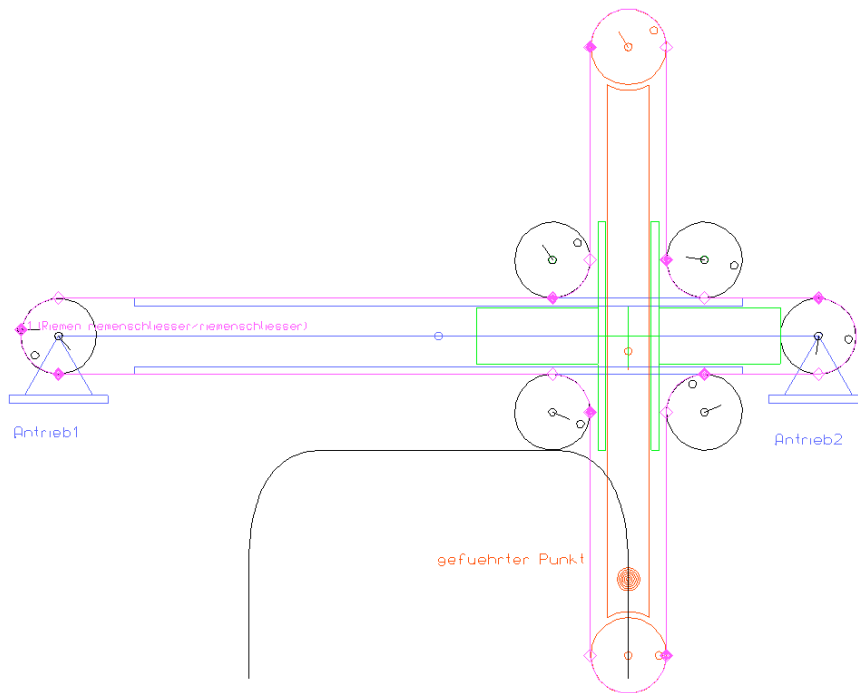 1 (Riemen riemenschliesser/riemenschliesser)
Antrieb1
Antrieb2
gefuehrter Punkt